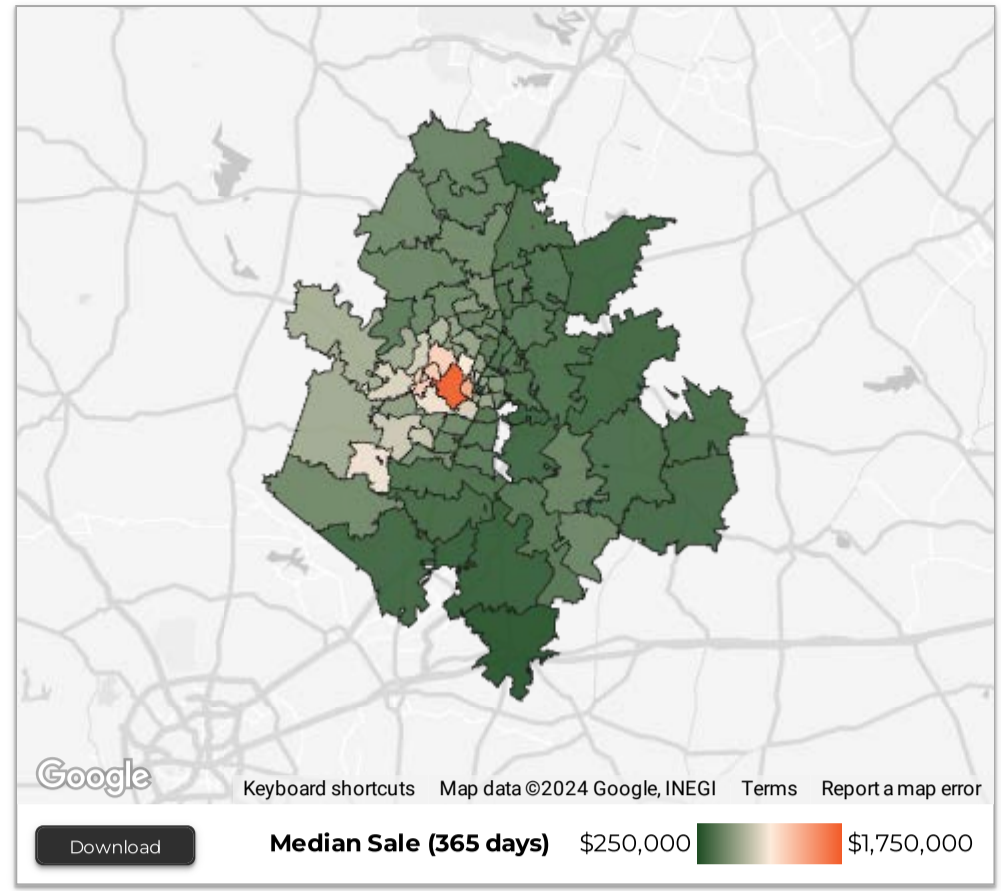 Google
Keyboard shortcuts Map data ©2024 Google, INEGI Terms Report a map error
Download Median Sale (365 days) $250,000 $1,750,000